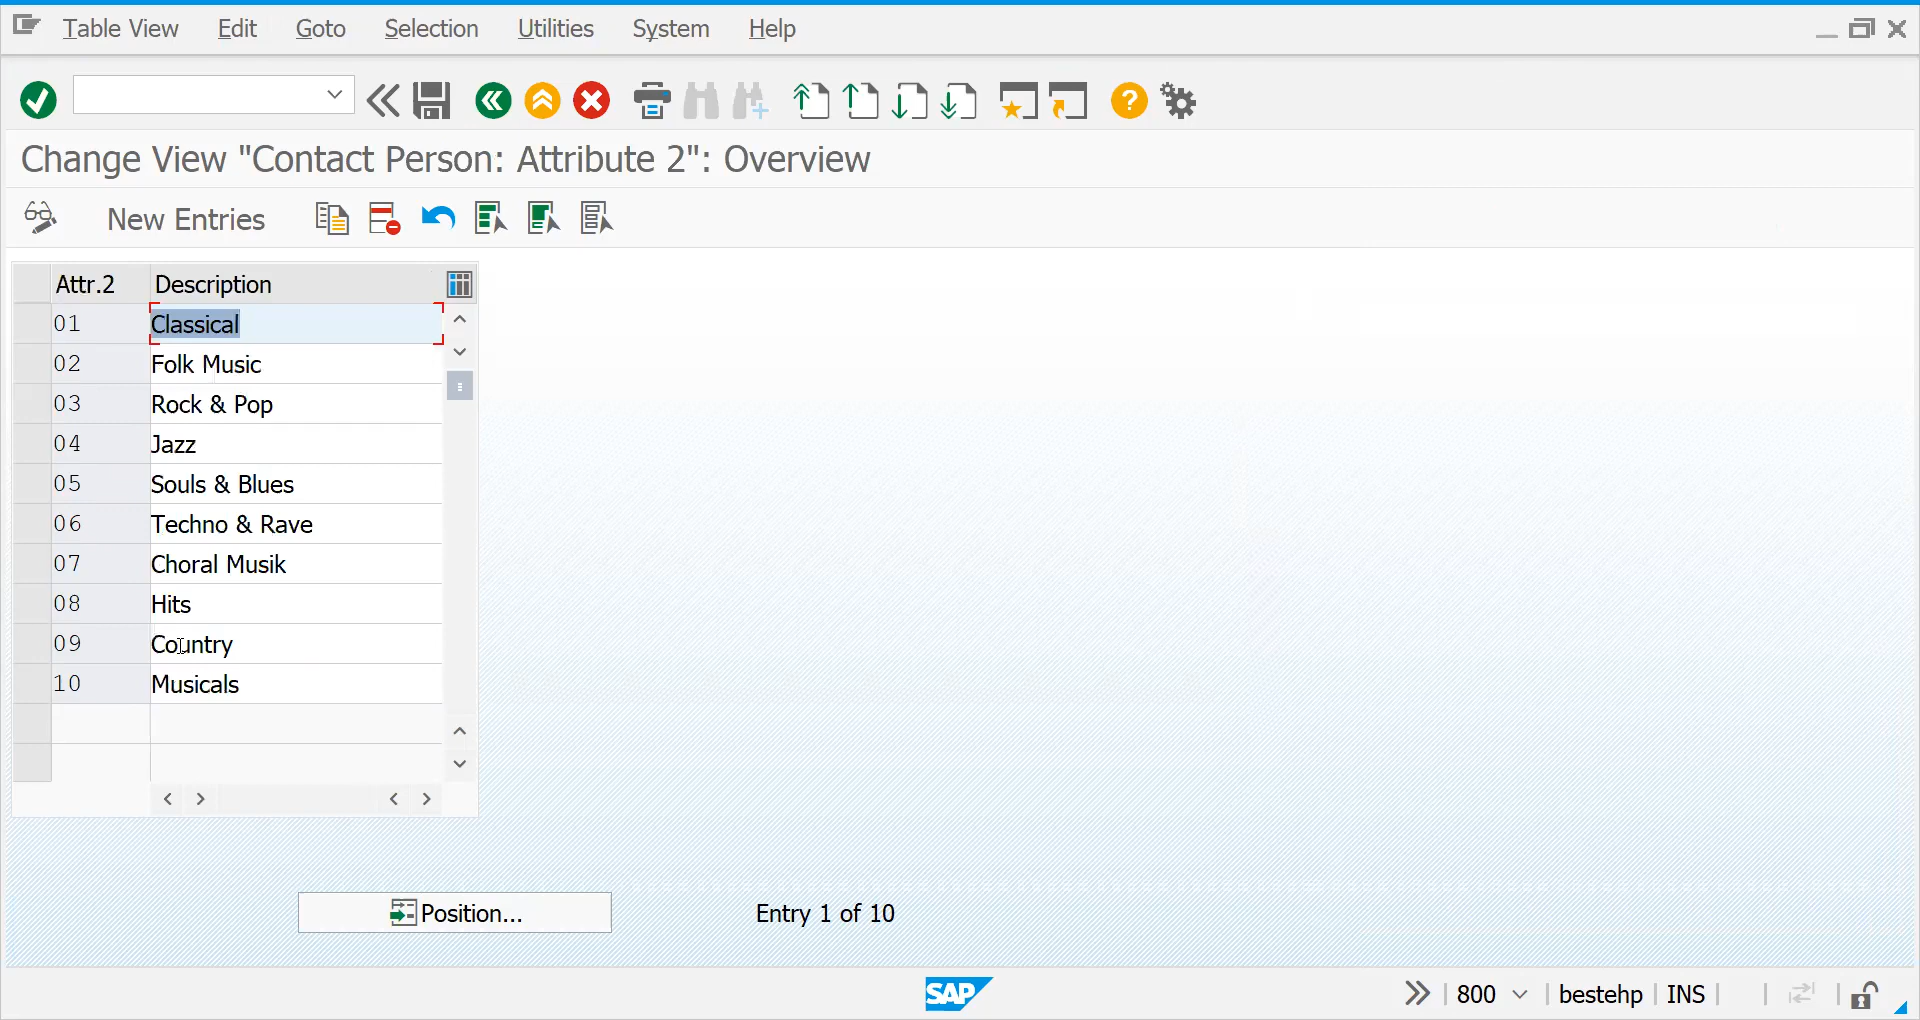 Table View Edit Goto Selection Utilities System Help
Change View "Contact Person: Attribute 2": Overview
New Entries
Attr.2 Description
01 Classical
02 Folk Music
03 Rock & Pop
04 Jazz
05 Souls & Blues
06 Techno & Rave
07 Choral Musik
08 Hits
09 Country
10 Musicals
Position... Entry 1 of 10
SAP 800 bestehp INS